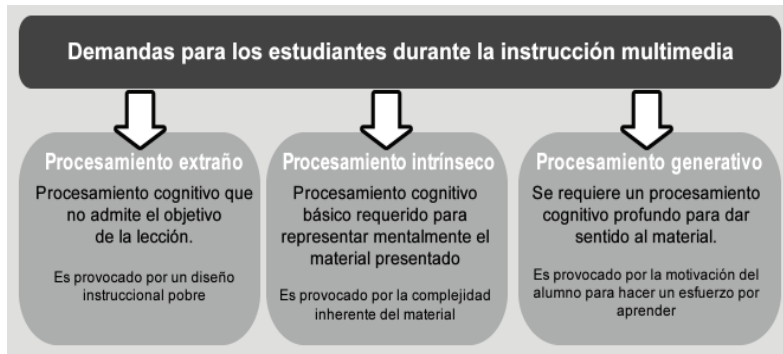 Demandas para los estudiantes durante la instrucción multimedia
Procesamiento extraño
Procesamiento cognitivo que
no admite el objetivo
de la lección.
Es provocado por un diseño
instruccional pobre
Procesamiento intrínseco
Procesamiento cognitivo
básico requerido para
representar mentalmente el
material presentado
Es provocado por la complejidad
inherente del material
Procesamiento generativo
Se requiere un procesamiento
cognitivo profundo para dar
sentido al material.
Es provocado por la motivación del
alumno para hacer un esfuerzo por
aprender